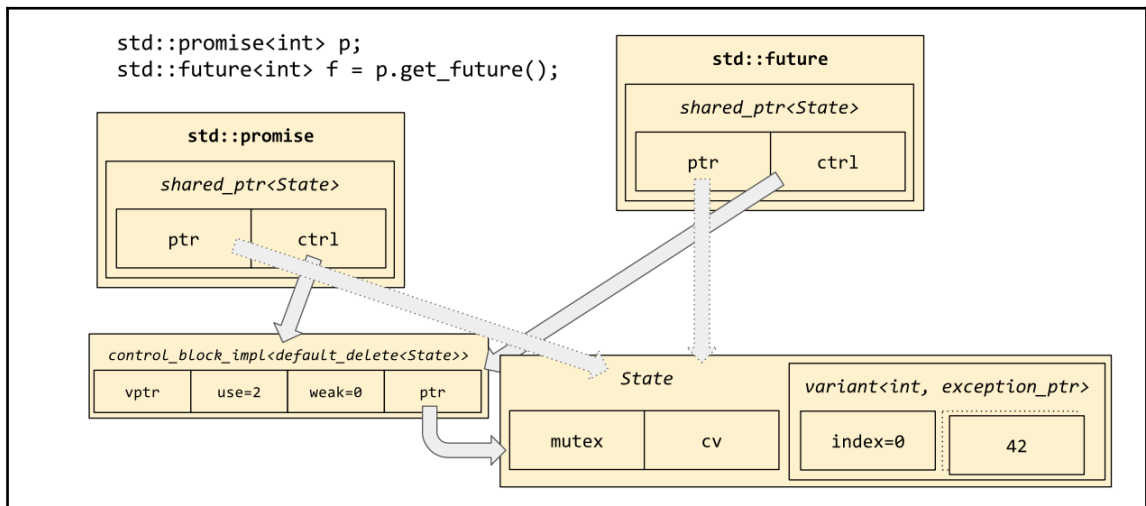 std::promise<int> p;
std::future<int> f = p.get_future();
std::future
shared_ptr<State>
ptr
ctrl
std::promise
shared_ptr<State>
ptr
ctrl
control_block_impl<default_delete<State>>
vptr
use=2
weak=0
ptr
State
mutex
cv
variant<int, exception_ptr>
index=0
42